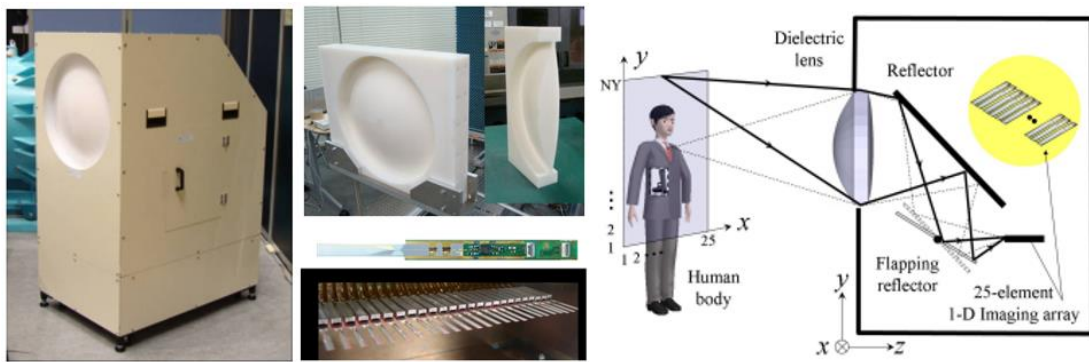 y
NY
2
1
1 2
25
x
Human
body
Dielectric
lens
Reflector
Flapping
reflector
25-element
1-D Imaging array
y
x
z